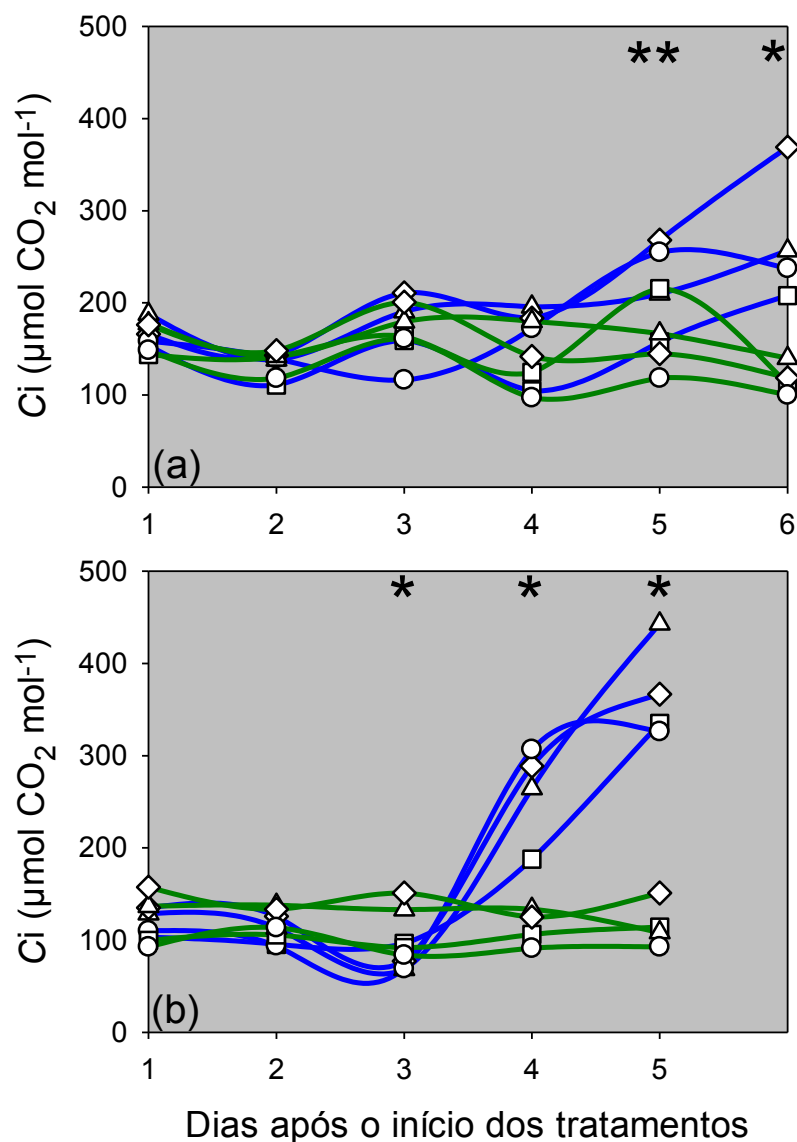 500
400
300
200
100
0
Ci (µmol CO₂ mol⁻¹)
** *
(a)
1 2 3 4 5 6
500
400
300
200
100
0
Ci (µmol CO₂ mol⁻¹)
* * *
(b)
1 2 3 4 5
Dias após o início dos tratamentos